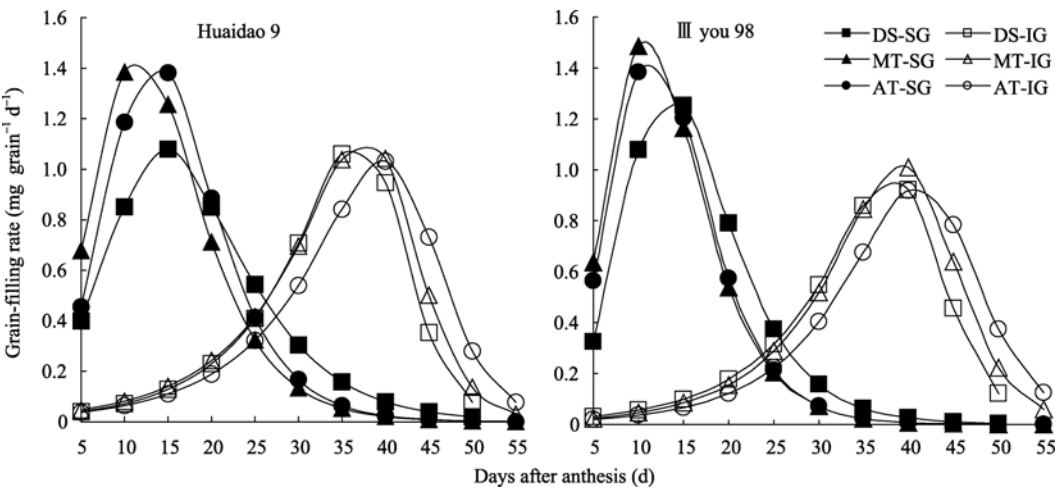 Huaidao 9
Ⅲ you 98
DS-SG
DS-IG
MT-SG
MT-IG
AT-SG
AT-IG
Grain-filling rate (mg grain⁻¹ d⁻¹)
1.6
1.4
1.2
1.0
0.8
0.6
0.4
0.2
0
5 10 15 20 25 30 35 40 45 50 55
1.6
1.4
1.2
1.0
0.8
0.6
0.4
0.2
0
5 10 15 20 25 30 35 40 45 50 55
Days after anthesis (d)